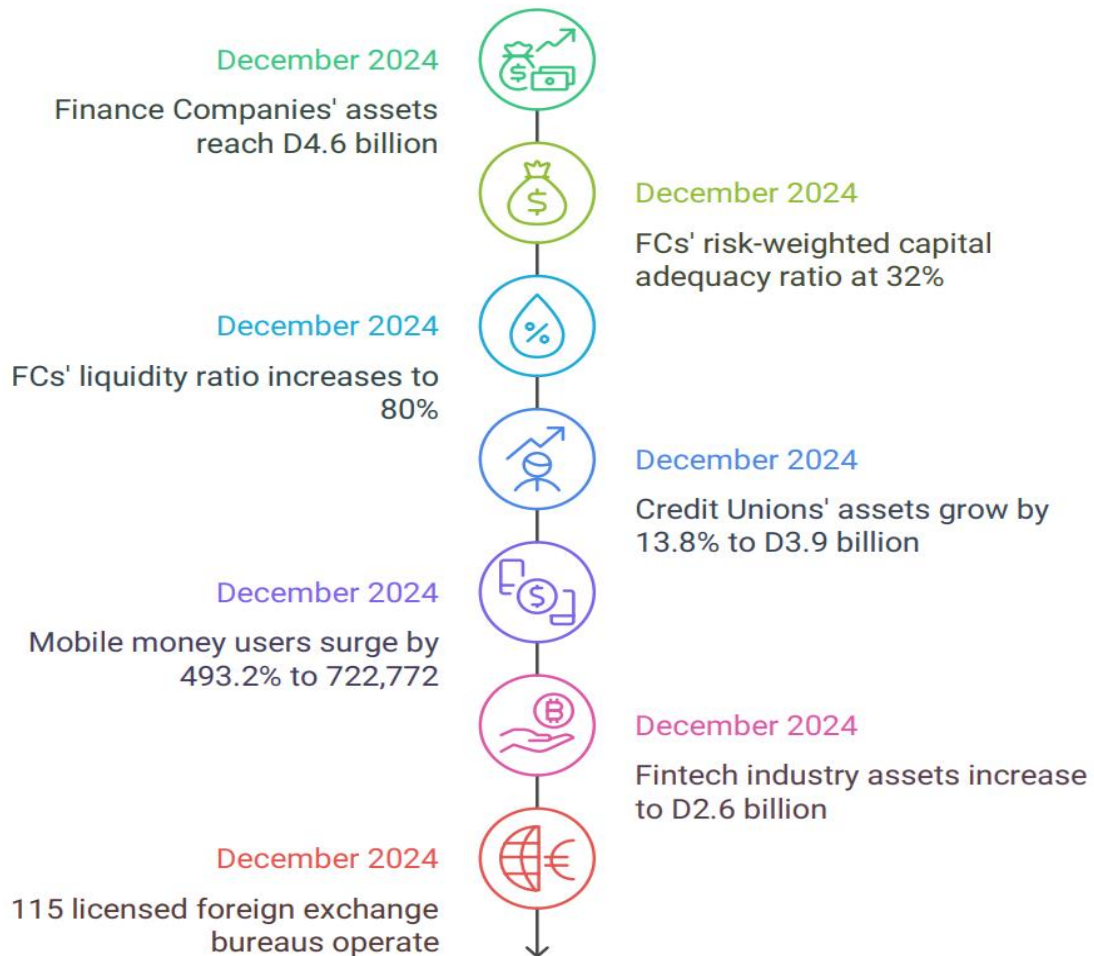 December 2024
Finance Companies' assets
reach D4.6 billion
December 2024
FCs' risk-weighted capital
adequacy ratio at 32%
December 2024
FCs' liquidity ratio increases to
80%
December 2024
Credit Unions' assets grow by
13.8% to D3.9 billion
December 2024
Mobile money users surge by
493.2% to 722,772
December 2024
Fintech industry assets increase
to D2.6 billion
December 2024
115 licensed foreign exchange
bureaus operate